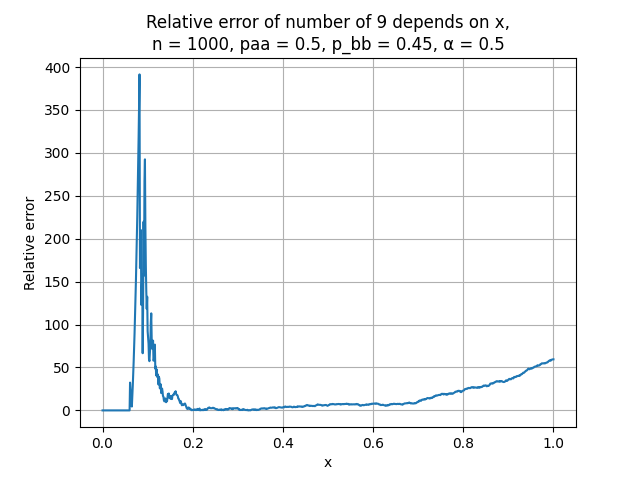 Relative error of number of 9 depends on x,
n = 1000, paa = 0.5, p_bb = 0.45, α = 0.5
400
350
300
250
200
150
100
50
0
Relative error
0.0 0.2 0.4 0.6 0.8 1.0
x